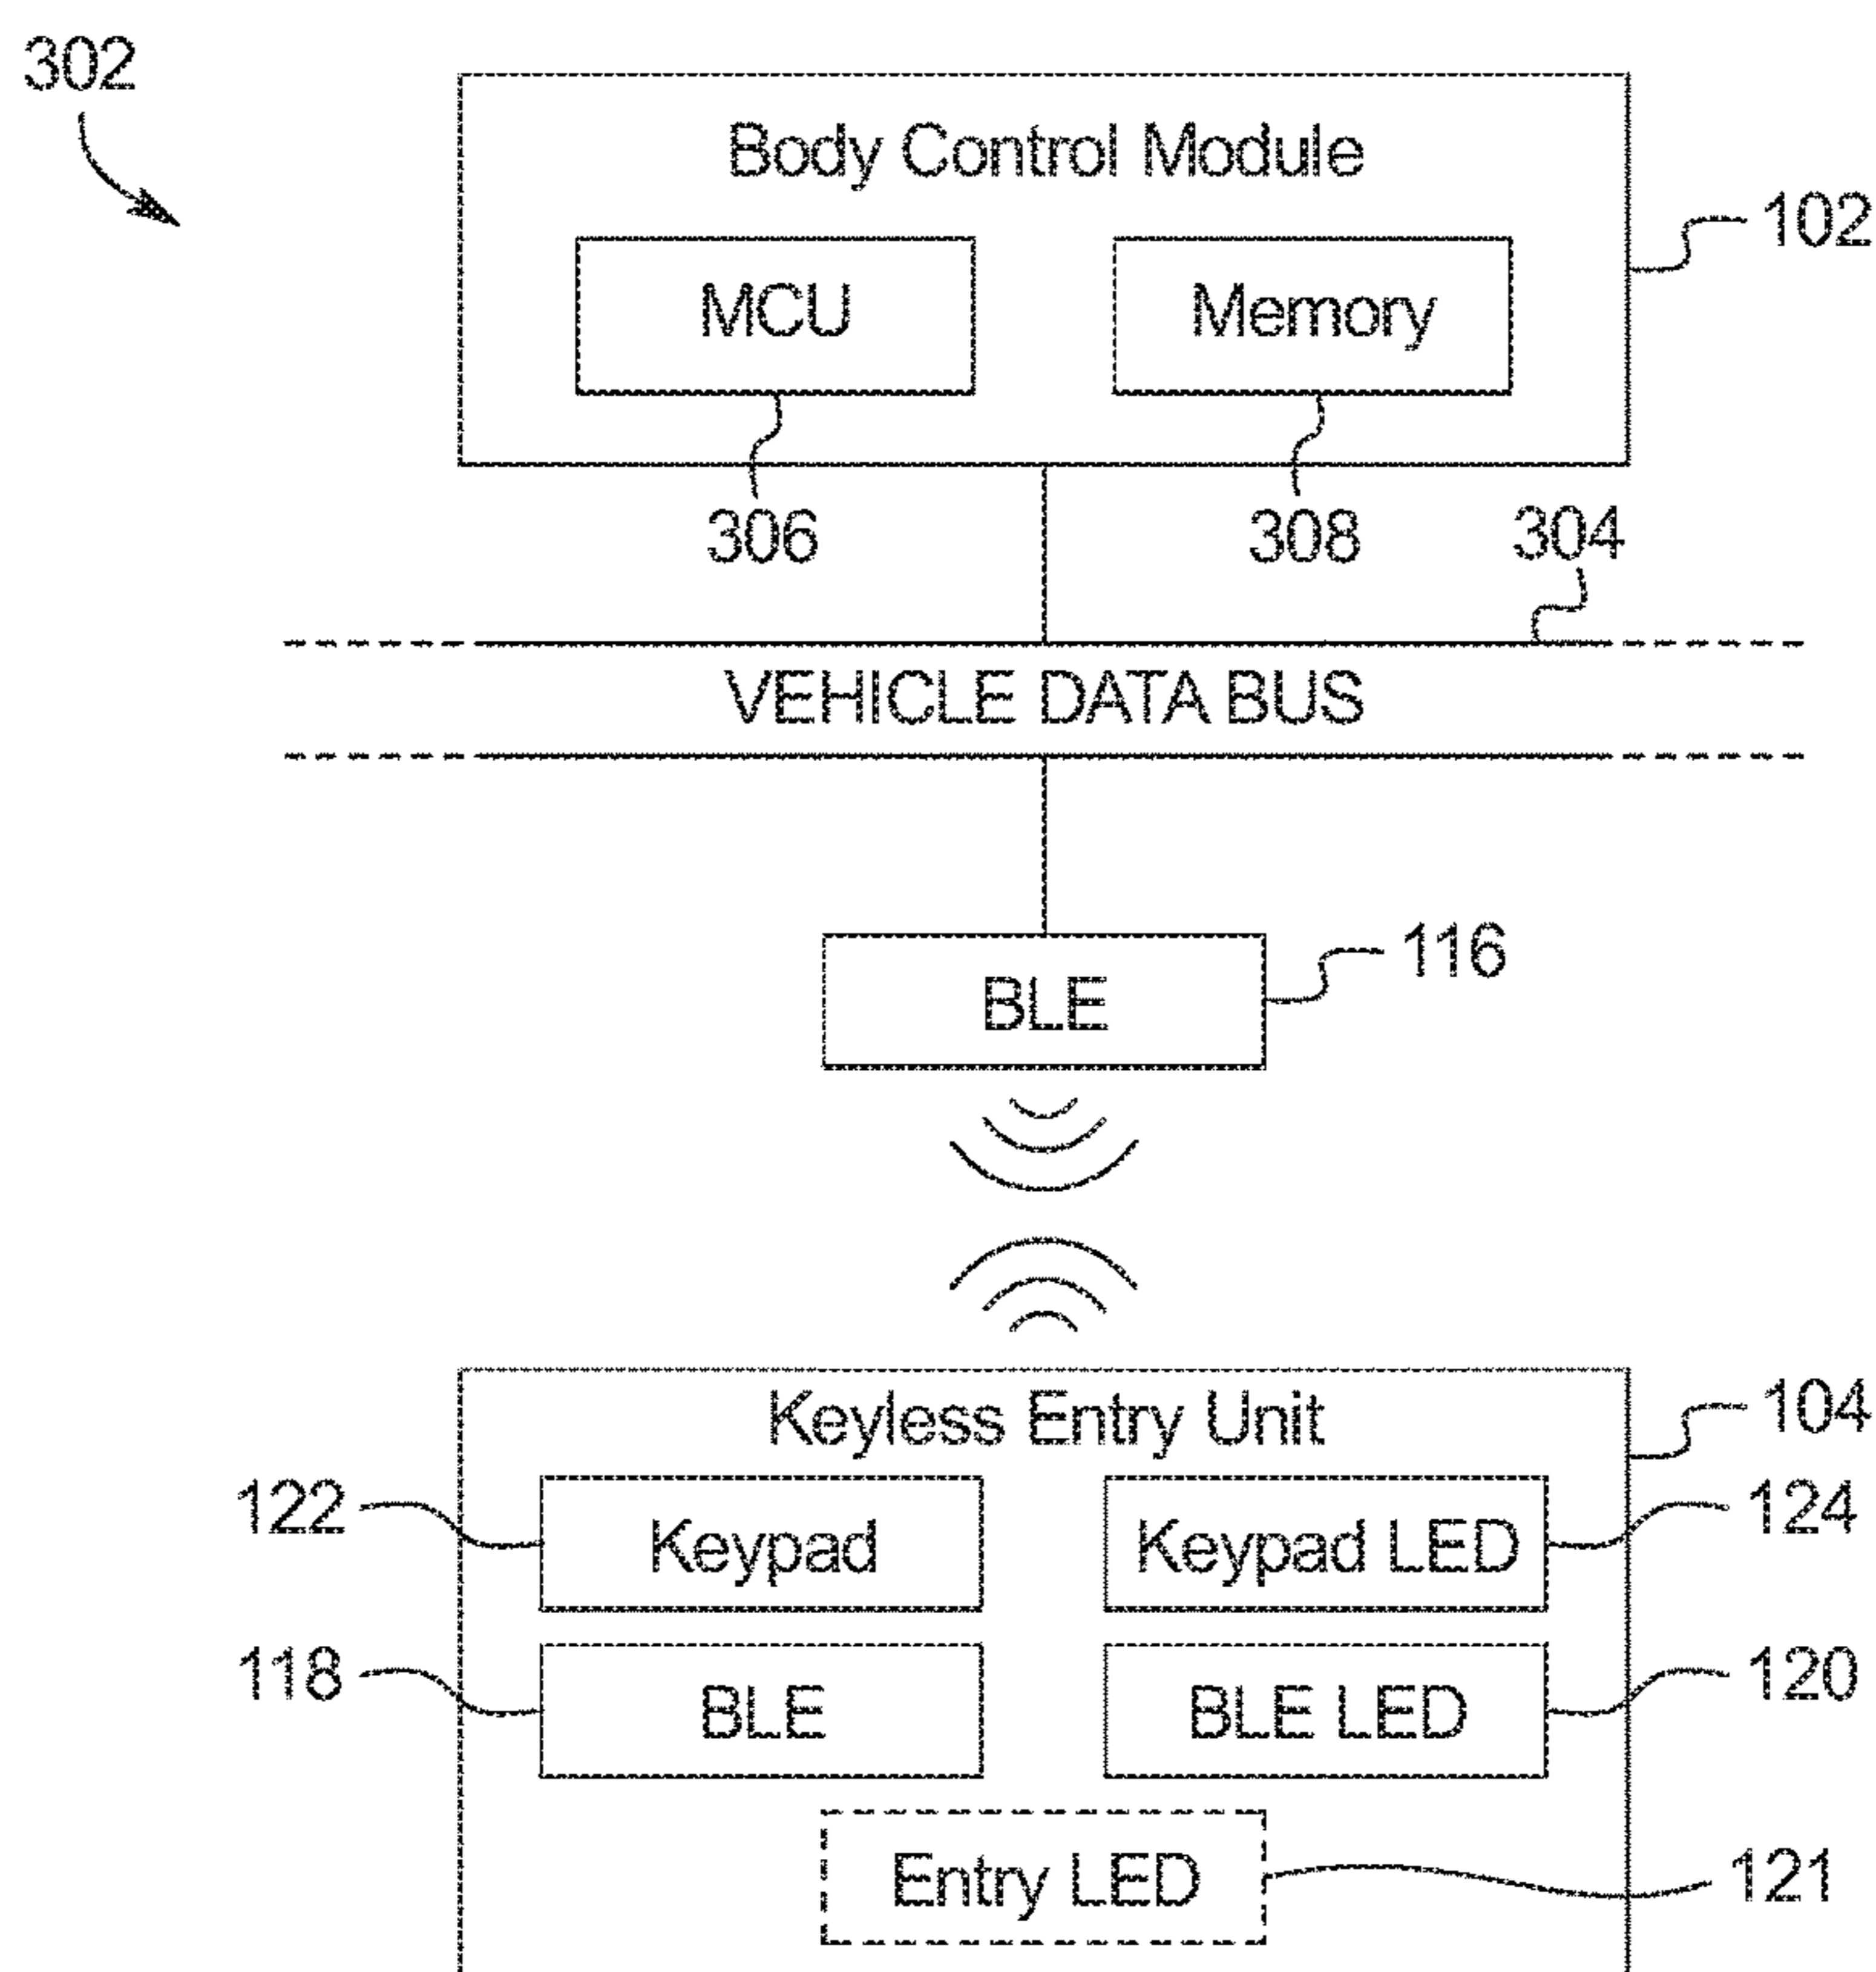 302
Body Control Module
102
MCU
Memory
306
308
304
VEHICLE DATA BUS
BLE
116
Keyless Entry Unit
104
122
Keypad
Keypad LED
124
118
BLE
BLE LED
120
Entry LED
121